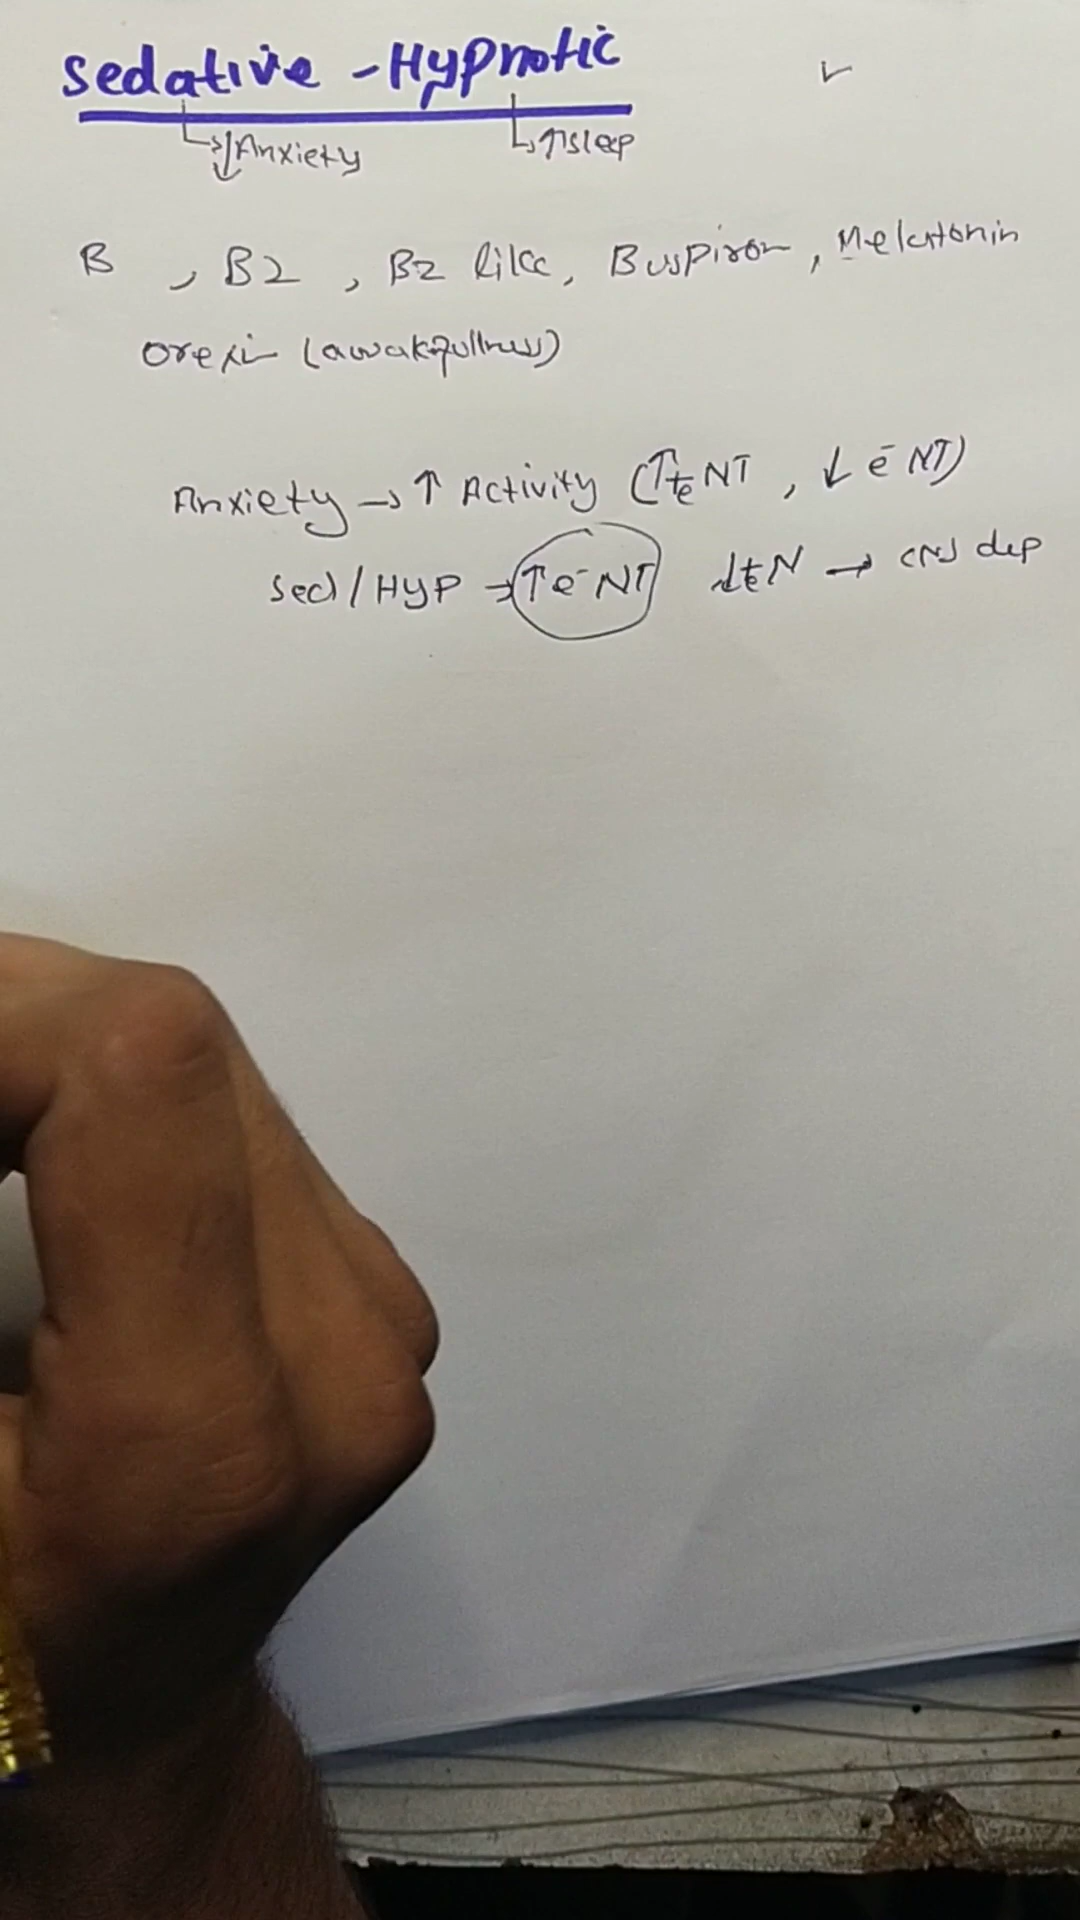 Sedative - Hypnotic
↳ ↓Anxiety ↳ ↑sleep
B , B2 , Bz like, Buspiron, Melatonin
Orexin (awakefullness)
Anxiety → ↑ Activity (↑+e NT , ↓ ē NT)
Sed / HYP → ↑ e⁻ NT ↓+eN → CNS dep